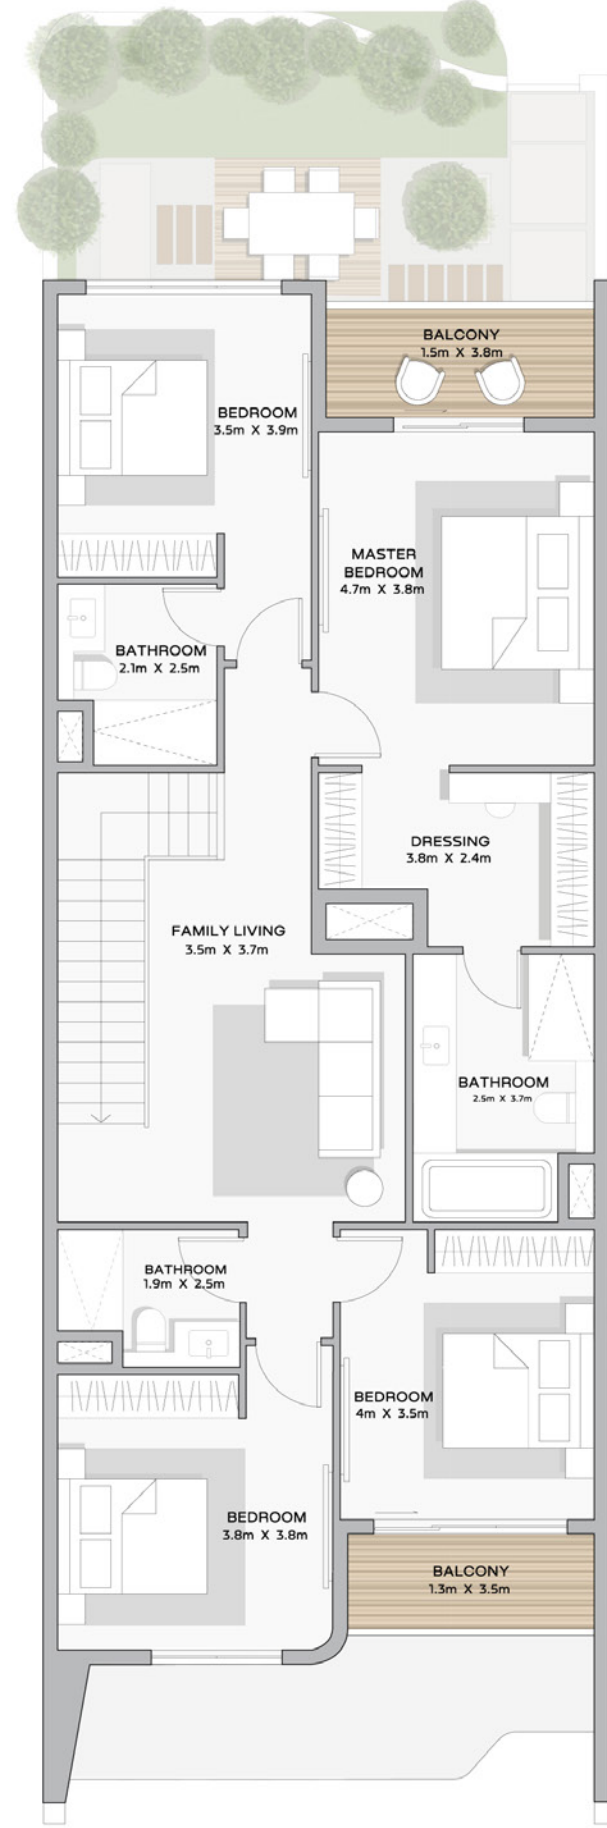 BALCONY
1.5m X 3.8m
BEDROOM
3.5m X 3.9m
MASTER
BEDROOM
4.7m X 3.8m
BATHROOM
2.1m X 2.5m
DRESSING
3.8m X 2.4m
FAMILY LIVING
3.5m X 3.7m
BATHROOM
2.5m X 3.7m
BATHROOM
1.9m X 2.5m
BEDROOM
4m X 3.5m
BEDROOM
3.8m X 3.8m
BALCONY
1.3m X 3.5m